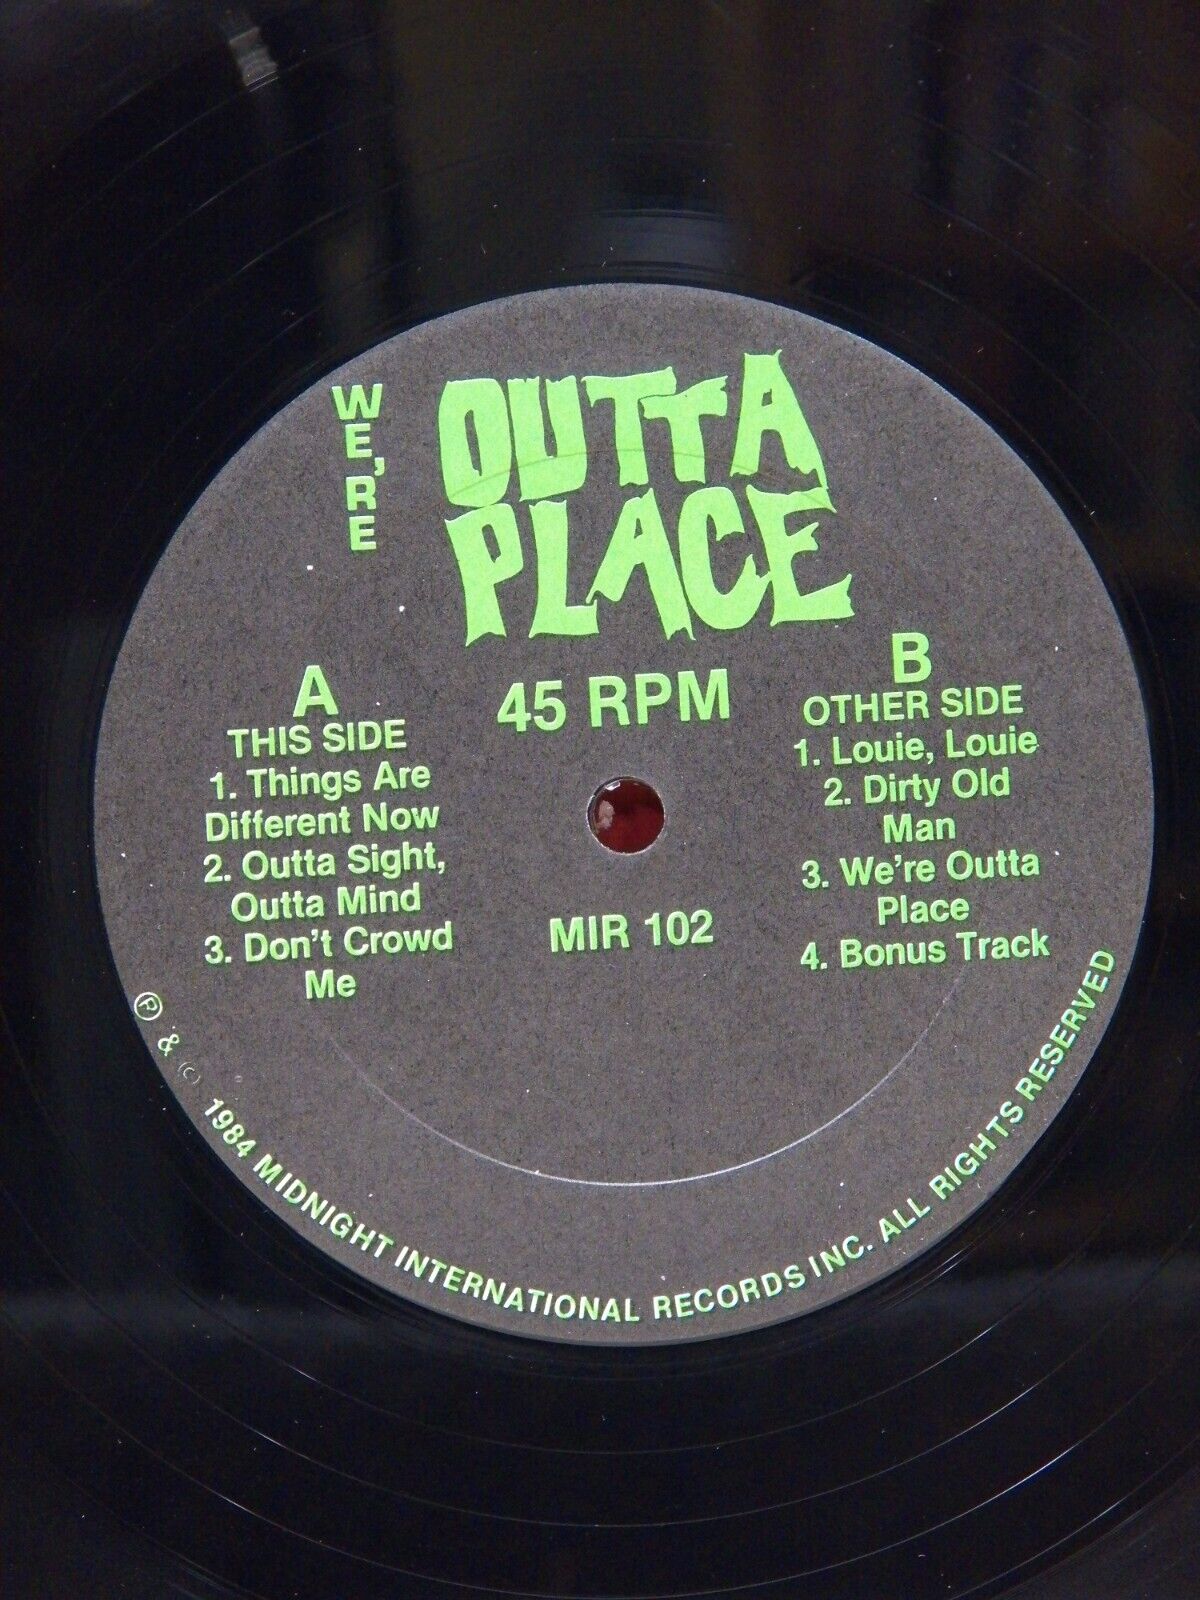 WE'RE
OUTTA
PLACE
45 RPM
A
THIS SIDE
1. Things Are
Different Now
2. Outta Sight,
Outta Mind
3. Don't Crowd
Me
B
OTHER SIDE
1. Louie, Louie
2. Dirty Old
Man
3. We're Outta
Place
4. Bonus Track
MIR 102
Ⓟ & (C) 1984 MIDNIGHT INTERNATIONAL RECORDS INC. ALL RIGHTS RESERVED